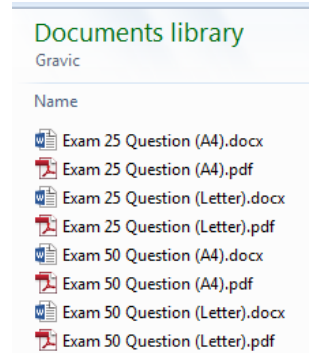 Documents library
Gravic
Name
Exam 25 Question (A4).docx
Exam 25 Question (A4).pdf
Exam 25 Question (Letter).docx
Exam 25 Question (Letter).pdf
Exam 50 Question (A4).docx
Exam 50 Question (A4).pdf
Exam 50 Question (Letter).docx
Exam 50 Question (Letter).pdf